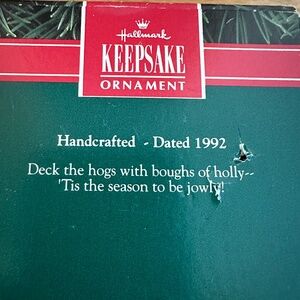 Hallmark
KEEPSAKE
ORNAMENT
Handcrafted - Dated 1992
Deck the hogs with boughs of holly--
'Tis the season to be jowly!